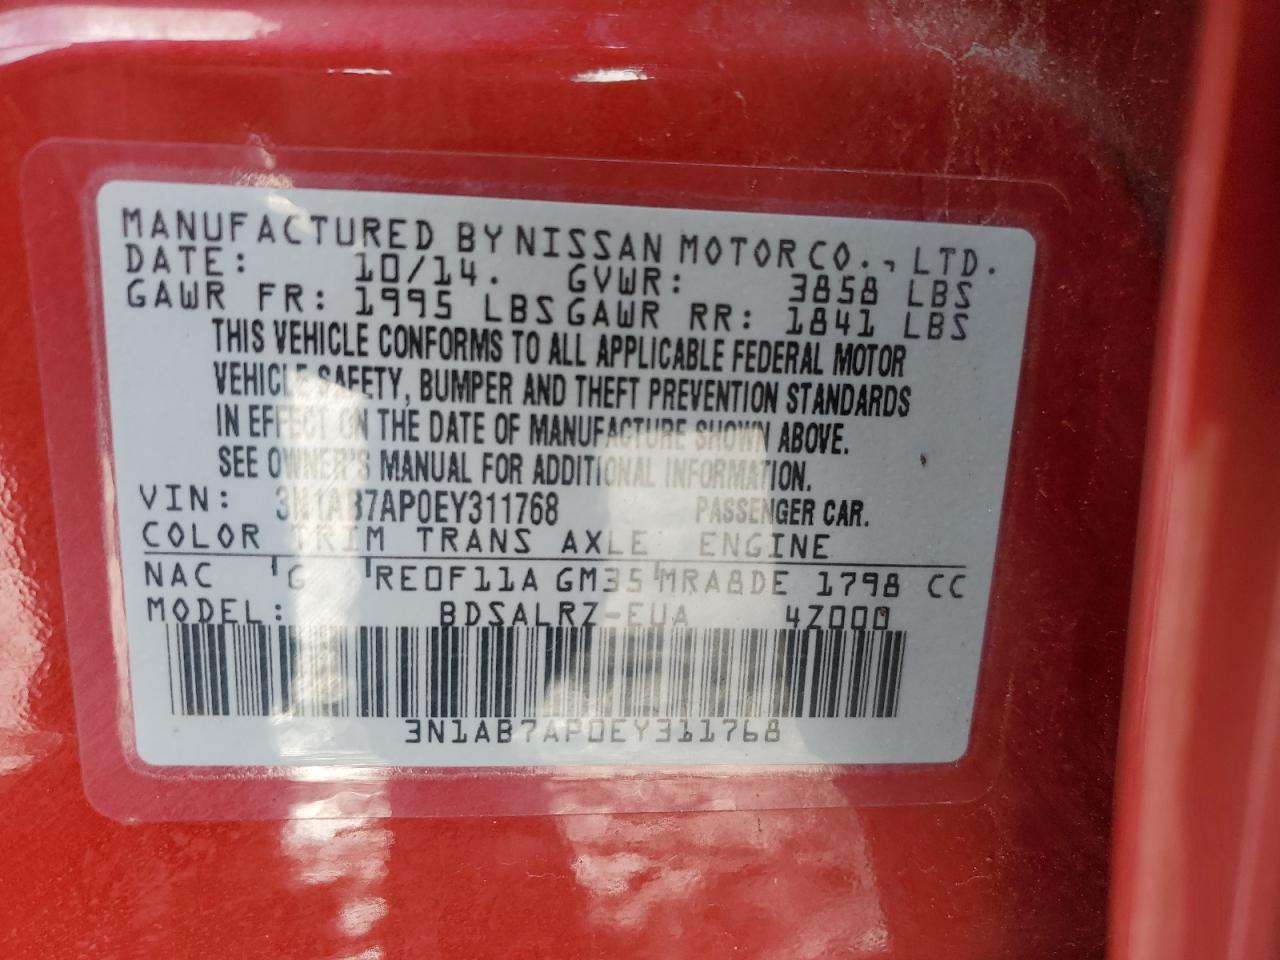 MANUFACTURED BY NISSAN MOTOR CO., LTD.
DATE: 10/14. GVWR: 3858 LBS
GAWR FR: 1995 LBS GAWR RR: 1841 LBS
THIS VEHICLE CONFORMS TO ALL APPLICABLE FEDERAL MOTOR
VEHICLE SAFETY, BUMPER AND THEFT PREVENTION STANDARDS
IN EFFECT ON THE DATE OF MANUFACTURE SHOWN ABOVE.
SEE OWNER'S MANUAL FOR ADDITIONAL INFORMATION.
VIN: 3N1AB7AP0EY311768 PASSENGER CAR.
COLOR TRIM TRANS AXLE ENGINE
NAC 'G 'RE0F11A GM35 'MRA8DE 1798 CC
MODEL: BDSALRZ-EUA 4Z000
3N1AB7AP0EY311768